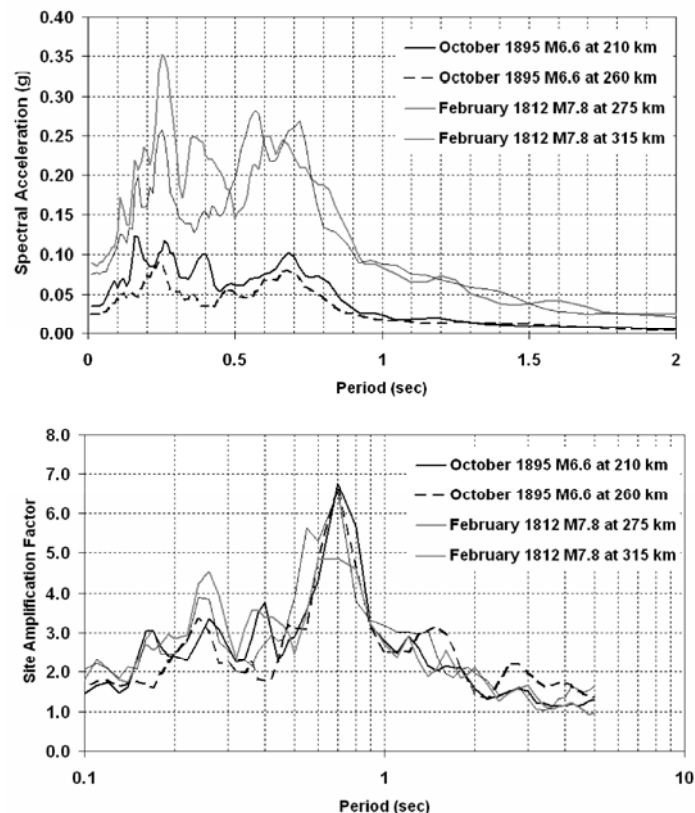 0.40
0.35
0.30
0.25
0.20
0.15
0.10
0.05
0.00
Spectral Acceleration (g)
October 1895 M6.6 at 210 km
October 1895 M6.6 at 260 km
February 1812 M7.8 at 275 km
February 1812 M7.8 at 315 km
0 0.5 1 1.5 2
Period (sec)
8.0
7.0
6.0
5.0
4.0
3.0
2.0
1.0
0.0
Site Amplification Factor
October 1895 M6.6 at 210 km
October 1895 M6.6 at 260 km
February 1812 M7.8 at 275 km
February 1812 M7.8 at 315 km
0.1 1 10
Period (sec)